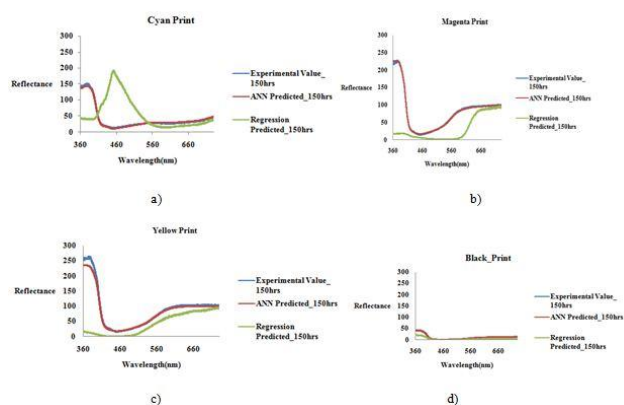 Cyan Print
300
250
200
150
100
50
0
Reflectance
360
460
560
660
Wavelength(nm)
Experimental Value_
150hrs
ANN Predicted_150hrs
Regression
Predicted_150hrs
a)
Magenta Print
300
250
200
150
100
50
0
Reflectance
360
460
560
660
Wavelength(nm)
Experimental Value_
150hrs
ANN Predicted_150hrs
Regression
Predicted_150hrs
b)
Yellow Print
300
250
200
150
100
50
0
Reflectance
360
460
560
660
Wavelength(nm)
Experimental Value_
150hrs
ANN Predicted_150hrs
Regression
Predicted_150hrs
c)
Black_Print
300
250
200
150
100
50
0
Reflectance
360
460
560
660
Wavelength(nm)
Experimental Value_
150hrs
ANN Predicted_150hrs
Regression
Predicted_150hrs
d)